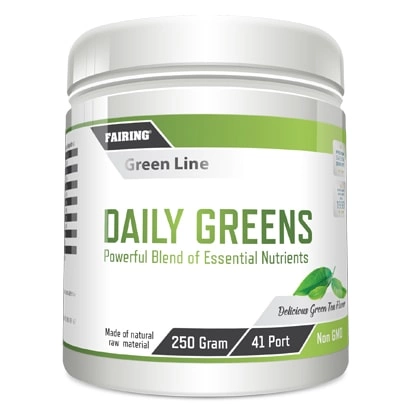 FAIRING®
Green Line
DAILY GREENS
Powerful Blend of Essential Nutrients
Delicious Green Tea Flavor
Made of natural
raw material
250 Gram
41 Port
Non GMO